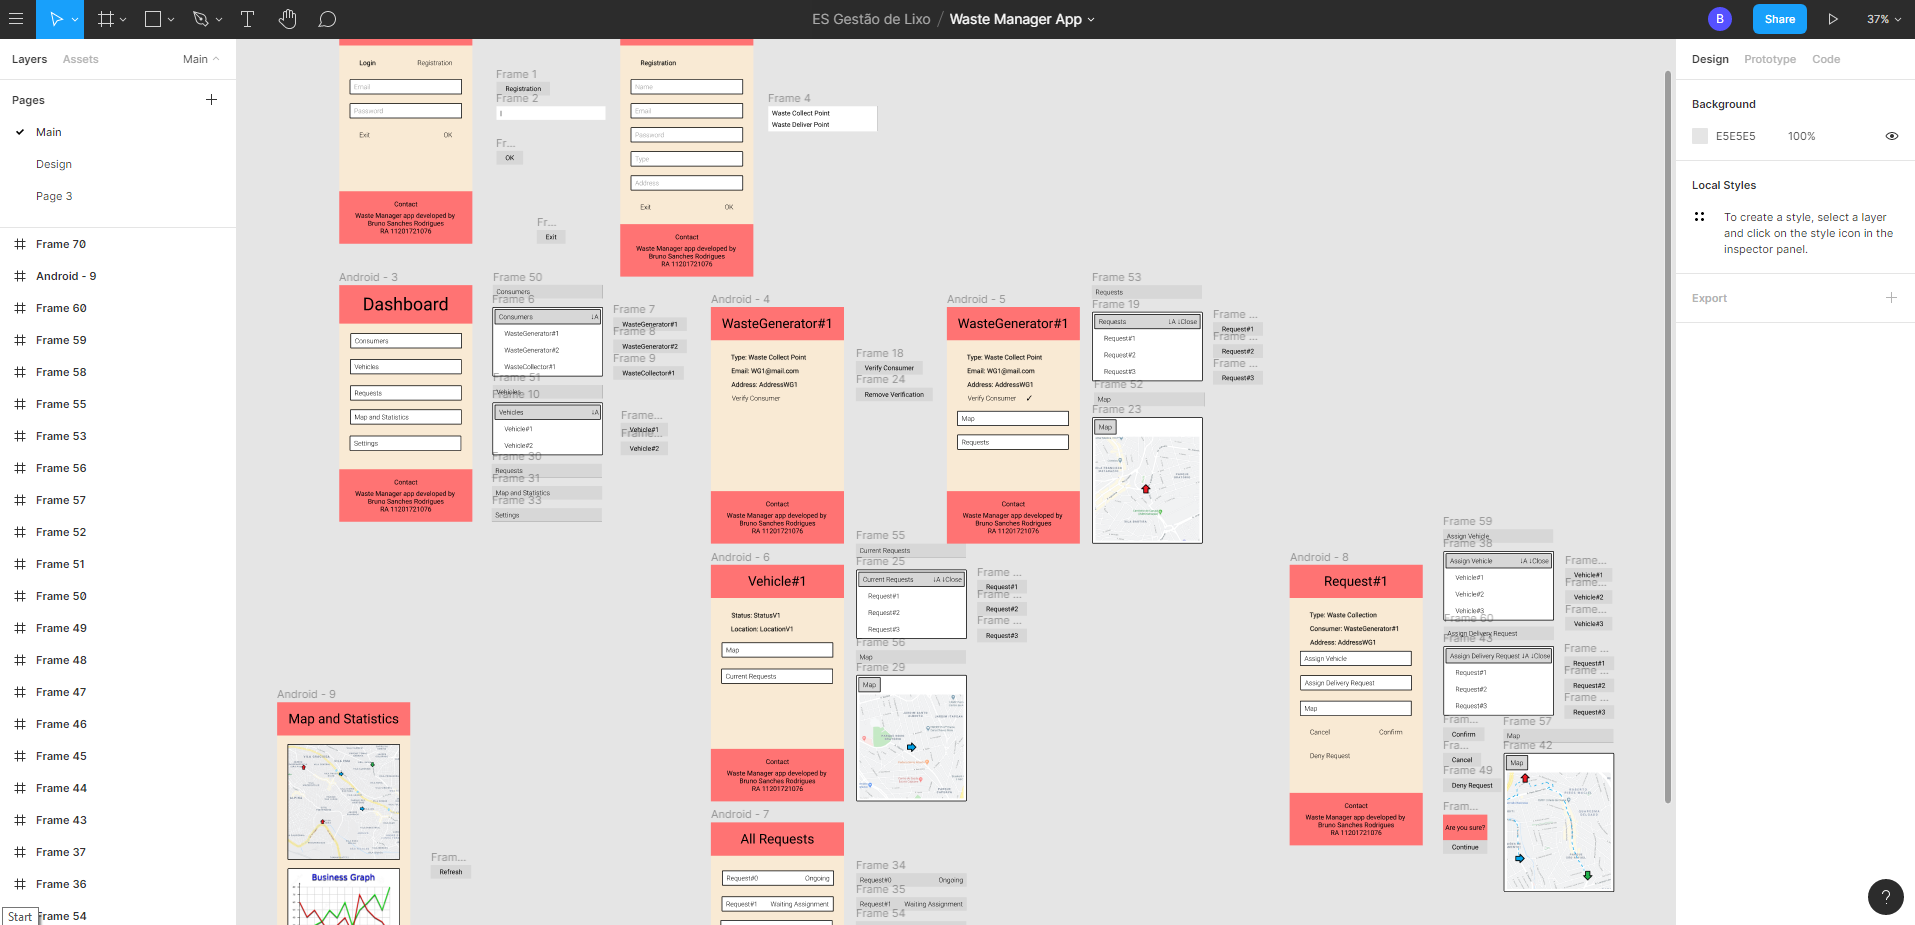 ES Gestão de Lixo / Waste Manager App
B
Share
37%
Layers
Assets
Main
Pages
Main
Design
Page 3
Frame 70
Android - 9
Frame 60
Frame 59
Frame 58
Frame 55
Frame 53
Frame 56
Frame 57
Frame 52
Frame 51
Frame 50
Frame 49
Frame 48
Frame 47
Frame 46
Frame 45
Frame 44
Frame 43
Frame 37
Frame 36
Frame 54
Start
Login
Registration
Email
Password
Exit
OK
Contact
Waste Manager app developed by
Bruno Sanches Rodrigues
RA 11201721076
Frame 1
Registration
Frame 2
Fr...
OK
Fr...
Exit
Registration
Name
Email
Password
Type
Address
Exit
OK
Contact
Waste Manager app developed by
Bruno Sanches Rodrigues
RA 11201721076
Frame 4
Waste Collect Point
Waste Deliver Point
Android - 3
Dashboard
Consumers
Vehicles
Requests
Map and Statistics
Settings
Contact
Waste Manager app developed by
Bruno Sanches Rodrigues
RA 11201721076
Frame 50
Consumers
Frame 6
Consumers ↓A
WasteGenerator#1
WasteGenerator#2
WasteCollector#1
Frame 51
Vehicles
Frame 10
Vehicles ↓A
Vehicle#1
Vehicle#2
Frame 30
Requests
Frame 31
Map and Statistics
Frame 33
Settings
Frame 7
WasteGenerator#1
Frame 8
WasteGenerator#2
Frame 9
WasteCollector#1
Frame...
Vehicle#1
Frame...
Vehicle#2
Android - 4
WasteGenerator#1
Type: Waste Collect Point
Email: WG1@mail.com
Address: AddressWG1
Verify Consumer
Contact
Waste Manager app developed by
Bruno Sanches Rodrigues
RA 11201721076
Frame 18
Verify Consumer
Frame 24
Remove Verification
Android - 5
WasteGenerator#1
Type: Waste Collect Point
Email: WG1@mail.com
Address: AddressWG1
Verify Consumer ✓
Map
Requests
Contact
Waste Manager app developed by
Bruno Sanches Rodrigues
RA 11201721076
Frame 53
Requests
Frame 19
Requests ↓A ↓Close
Request#1
Request#2
Request#3
Frame 52
Map
Frame 23
Map
Frame ...
Request#1
Frame ...
Request#2
Frame ...
Request#3
Android - 6
Vehicle#1
Status: StatusV1
Location: LocationV1
Map
Current Requests
Contact
Waste Manager app developed by
Bruno Sanches Rodrigues
RA 11201721076
Frame 55
Current Requests
Frame 25
Current Requests ↓A ↓Close
Request#1
Request#2
Request#3
Frame 56
Map
Frame 29
Map
Frame ...
Request#1
Frame ...
Request#2
Frame ...
Request#3
Android - 8
Request#1
Type: Waste Collection
Consumer: WasteGenerator#1
Address: AddressWG1
Assign Vehicle
Assign Delivery Request
Map
Cancel
Confirm
Deny Request
Contact
Waste Manager app developed by
Bruno Sanches Rodrigues
RA 11201721076
Frame 59
Assign Vehicle
Frame 38
Assign Vehicle ↓A ↓Close
Vehicle#1
Vehicle#2
Vehicle#3
Frame 60
Assign Delivery Request
Frame 43
Assign Delivery Request ↓A ↓Close
Request#1
Request#2
Request#3
Frame...
Vehicle#1
Frame...
Vehicle#2
Frame...
Vehicle#3
Frame ...
Request#1
Frame ...
Request#2
Frame ...
Request#3
Fram...
Confirm
Fra...
Cancel
Frame 49
Deny Request
Fram...
Are you sure?
Continue
Frame 57
Map
Frame 42
Map
Android - 9
Map and Statistics
Business Graph
Fram...
Refresh
Android - 7
All Requests
Request#0 Ongoing
Request#1 Waiting Assignment
Frame 34
Request#0 Ongoing
Frame 35
Request#1 Waiting Assignment
Frame 54
Design
Prototype
Code
Background
E5E5E5
100%
Local Styles
To create a style, select a layer
and click on the style icon in the
inspector panel.
Export
?